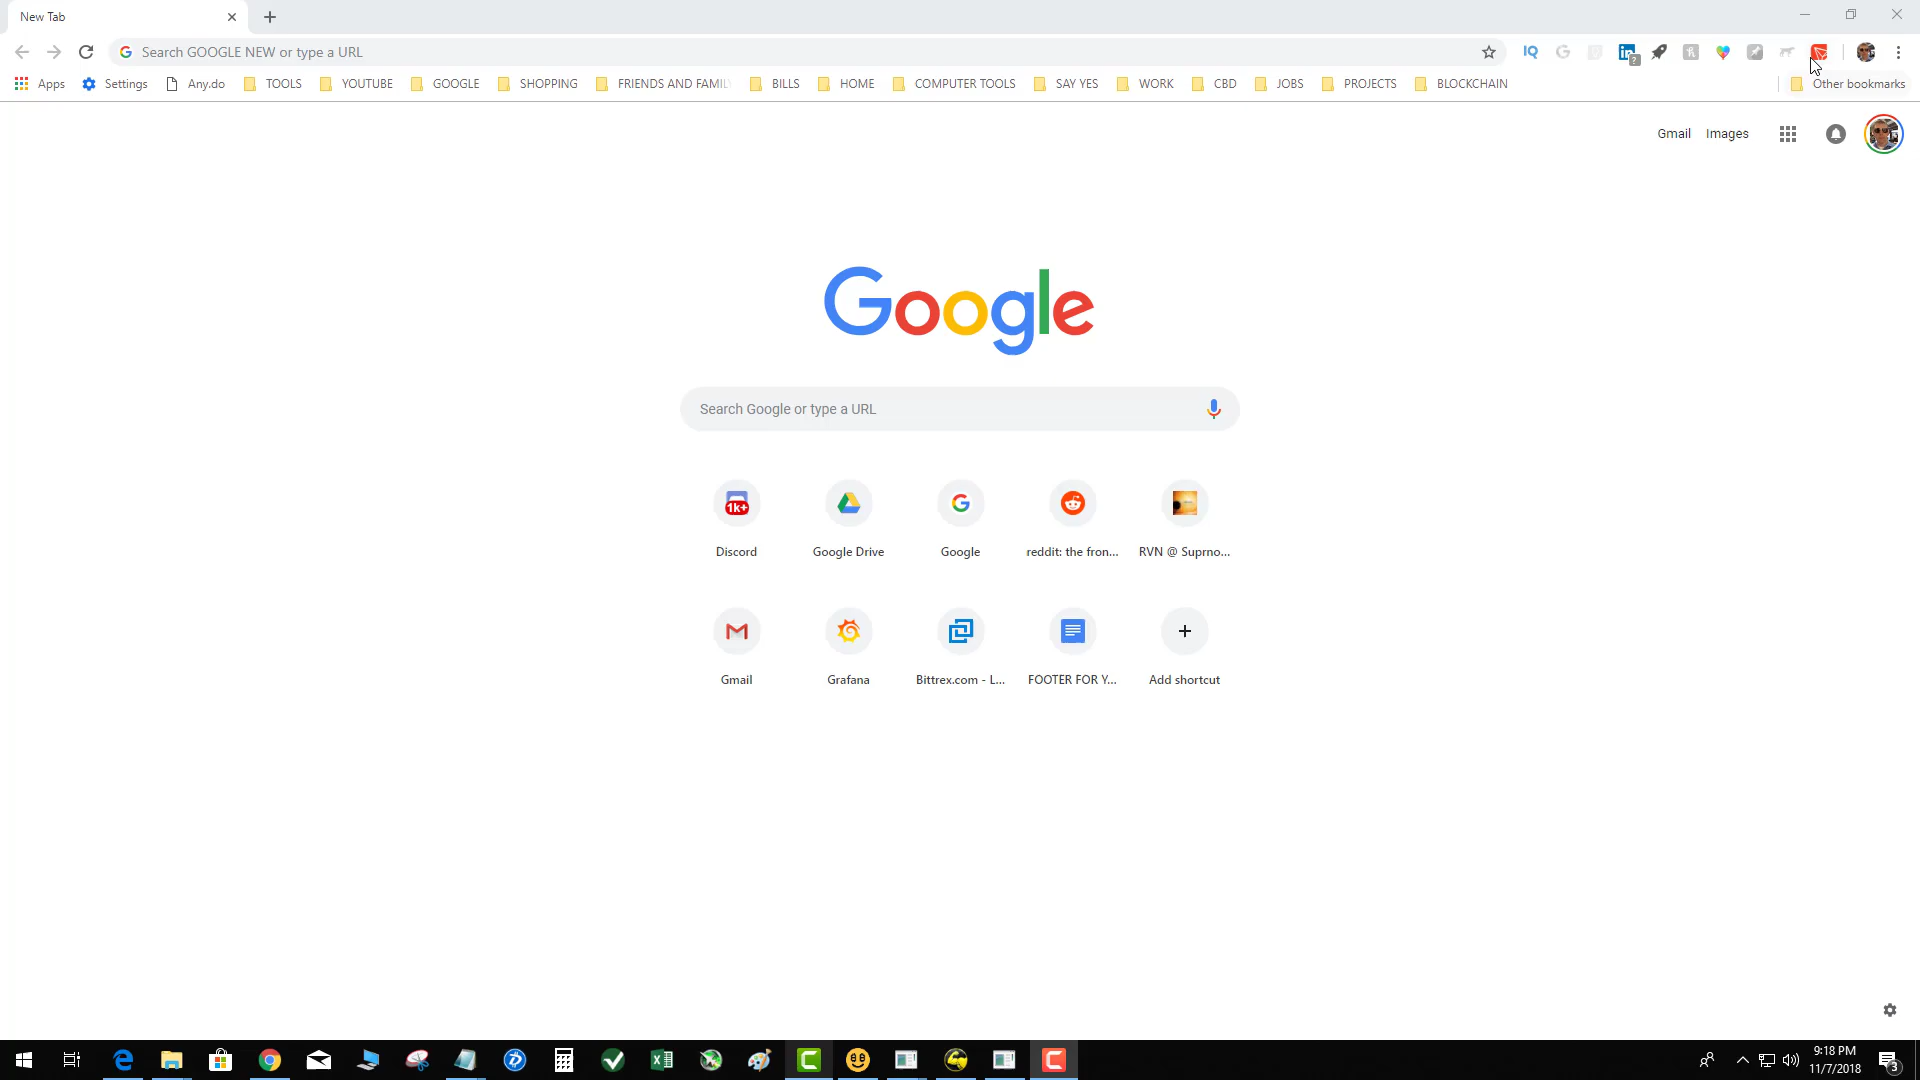 New Tab
Search GOOGLE NEW or type a URL
Apps Settings Any.do TOOLS YOUTUBE GOOGLE SHOPPING FRIENDS AND FAMIL BILLS HOME COMPUTER TOOLS SAY YES WORK CBD JOBS PROJECTS BLOCKCHAIN Other bookmarks
Gmail Images
Google
Search Google or type a URL
1k+
Discord Google Drive Google reddit: the fron... RVN @ Suprno...
Gmail Grafana Bittrex.com - L... FOOTER FOR Y... Add shortcut
9:18 PM
11/7/2018
3